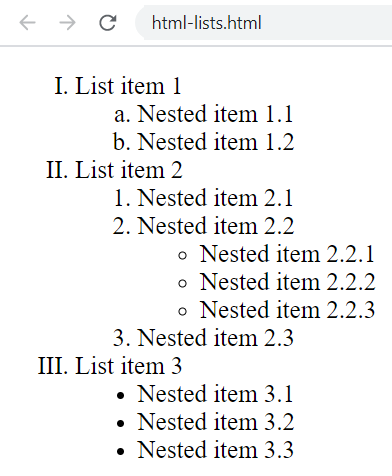 html-lists.html
I. List item 1
a. Nested item 1.1
b. Nested item 1.2
II. List item 2
1. Nested item 2.1
2. Nested item 2.2
◦ Nested item 2.2.1
◦ Nested item 2.2.2
◦ Nested item 2.2.3
3. Nested item 2.3
III. List item 3
• Nested item 3.1
• Nested item 3.2
• Nested item 3.3